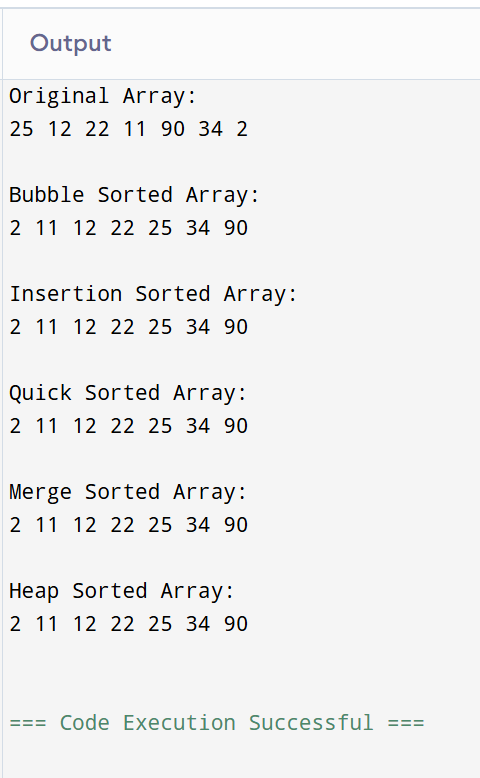 Output
Original Array:
25 12 22 11 90 34 2
Bubble Sorted Array:
2 11 12 22 25 34 90
Insertion Sorted Array:
2 11 12 22 25 34 90
Quick Sorted Array:
2 11 12 22 25 34 90
Merge Sorted Array:
2 11 12 22 25 34 90
Heap Sorted Array:
2 11 12 22 25 34 90
=== Code Execution Successful ===